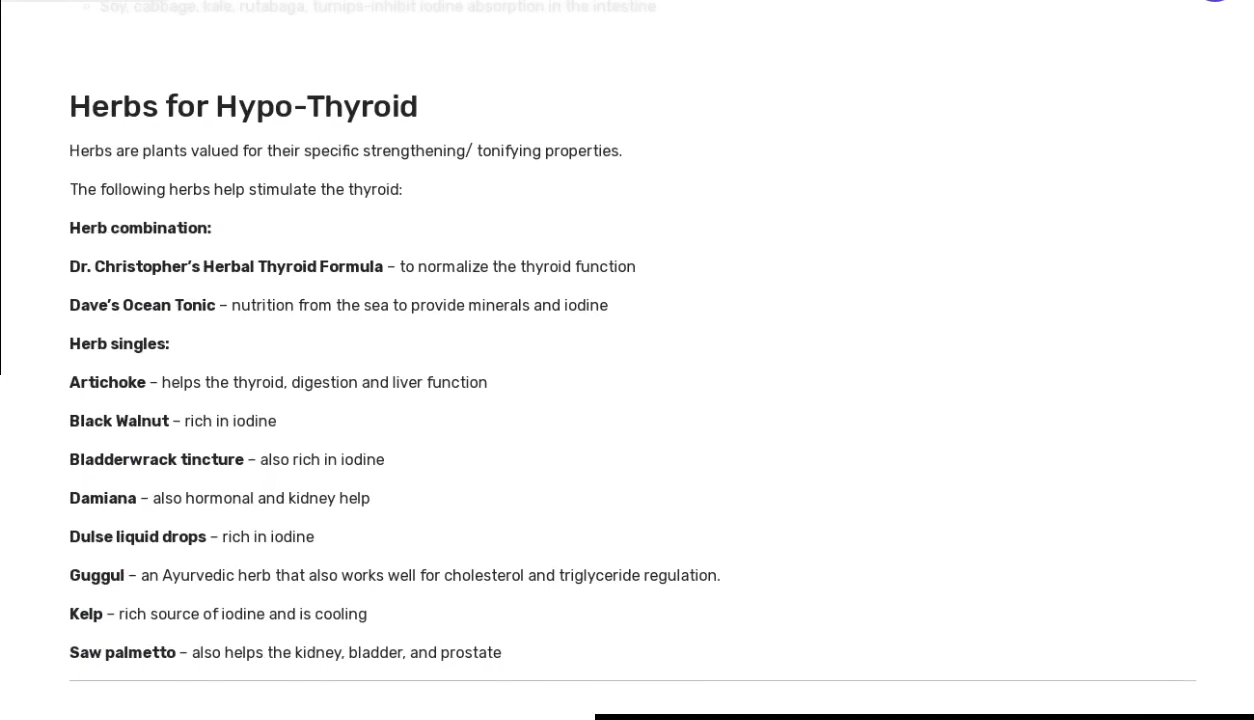 Soy, cabbage, kale, rutabaga, turnips-inhibit iodine absorption in the intestine
Herbs for Hypo-Thyroid
Herbs are plants valued for their specific strengthening/ tonifying properties.
The following herbs help stimulate the thyroid:
Herb combination:
Dr. Christopher’s Herbal Thyroid Formula – to normalize the thyroid function
Dave’s Ocean Tonic – nutrition from the sea to provide minerals and iodine
Herb singles:
Artichoke – helps the thyroid, digestion and liver function
Black Walnut – rich in iodine
Bladderwrack tincture – also rich in iodine
Damiana – also hormonal and kidney help
Dulse liquid drops – rich in iodine
Guggul – an Ayurvedic herb that also works well for cholesterol and triglyceride regulation.
Kelp – rich source of iodine and is cooling
Saw palmetto – also helps the kidney, bladder, and prostate